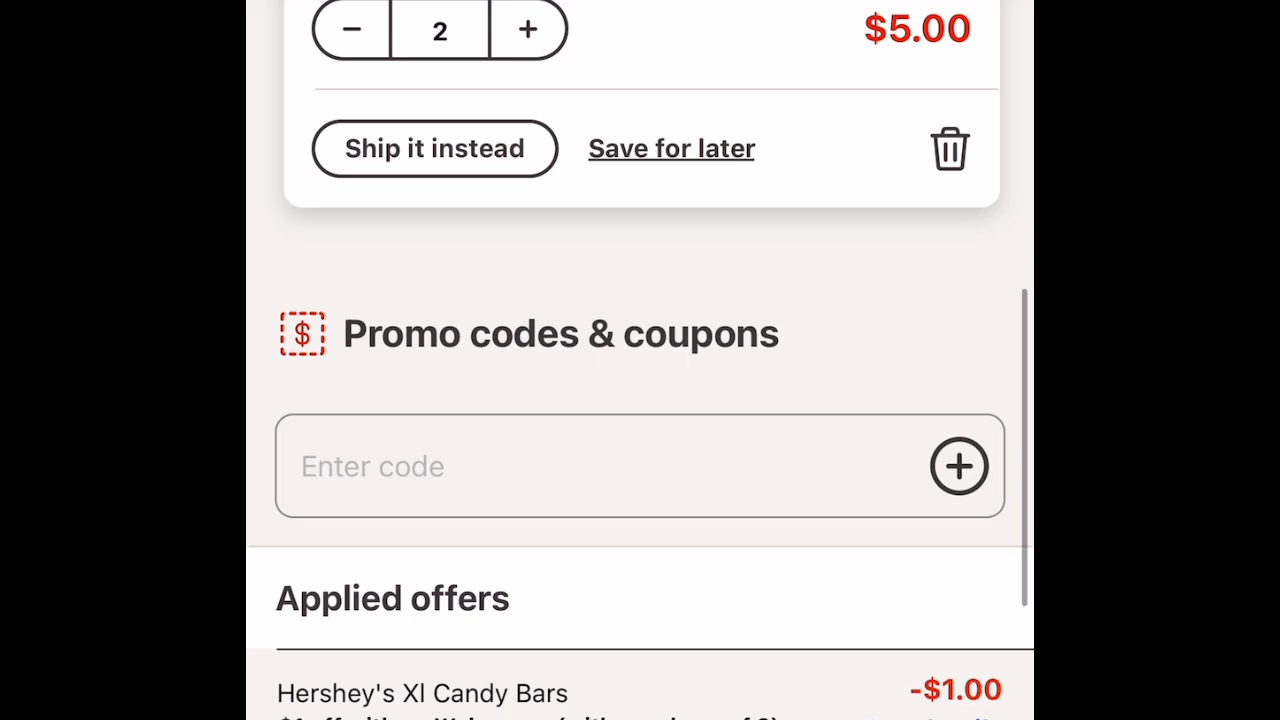 2
$5.00
Ship it instead
Save for later
$ Promo codes & coupons
Enter code
Applied offers
Hershey's Xl Candy Bars
-$1.00